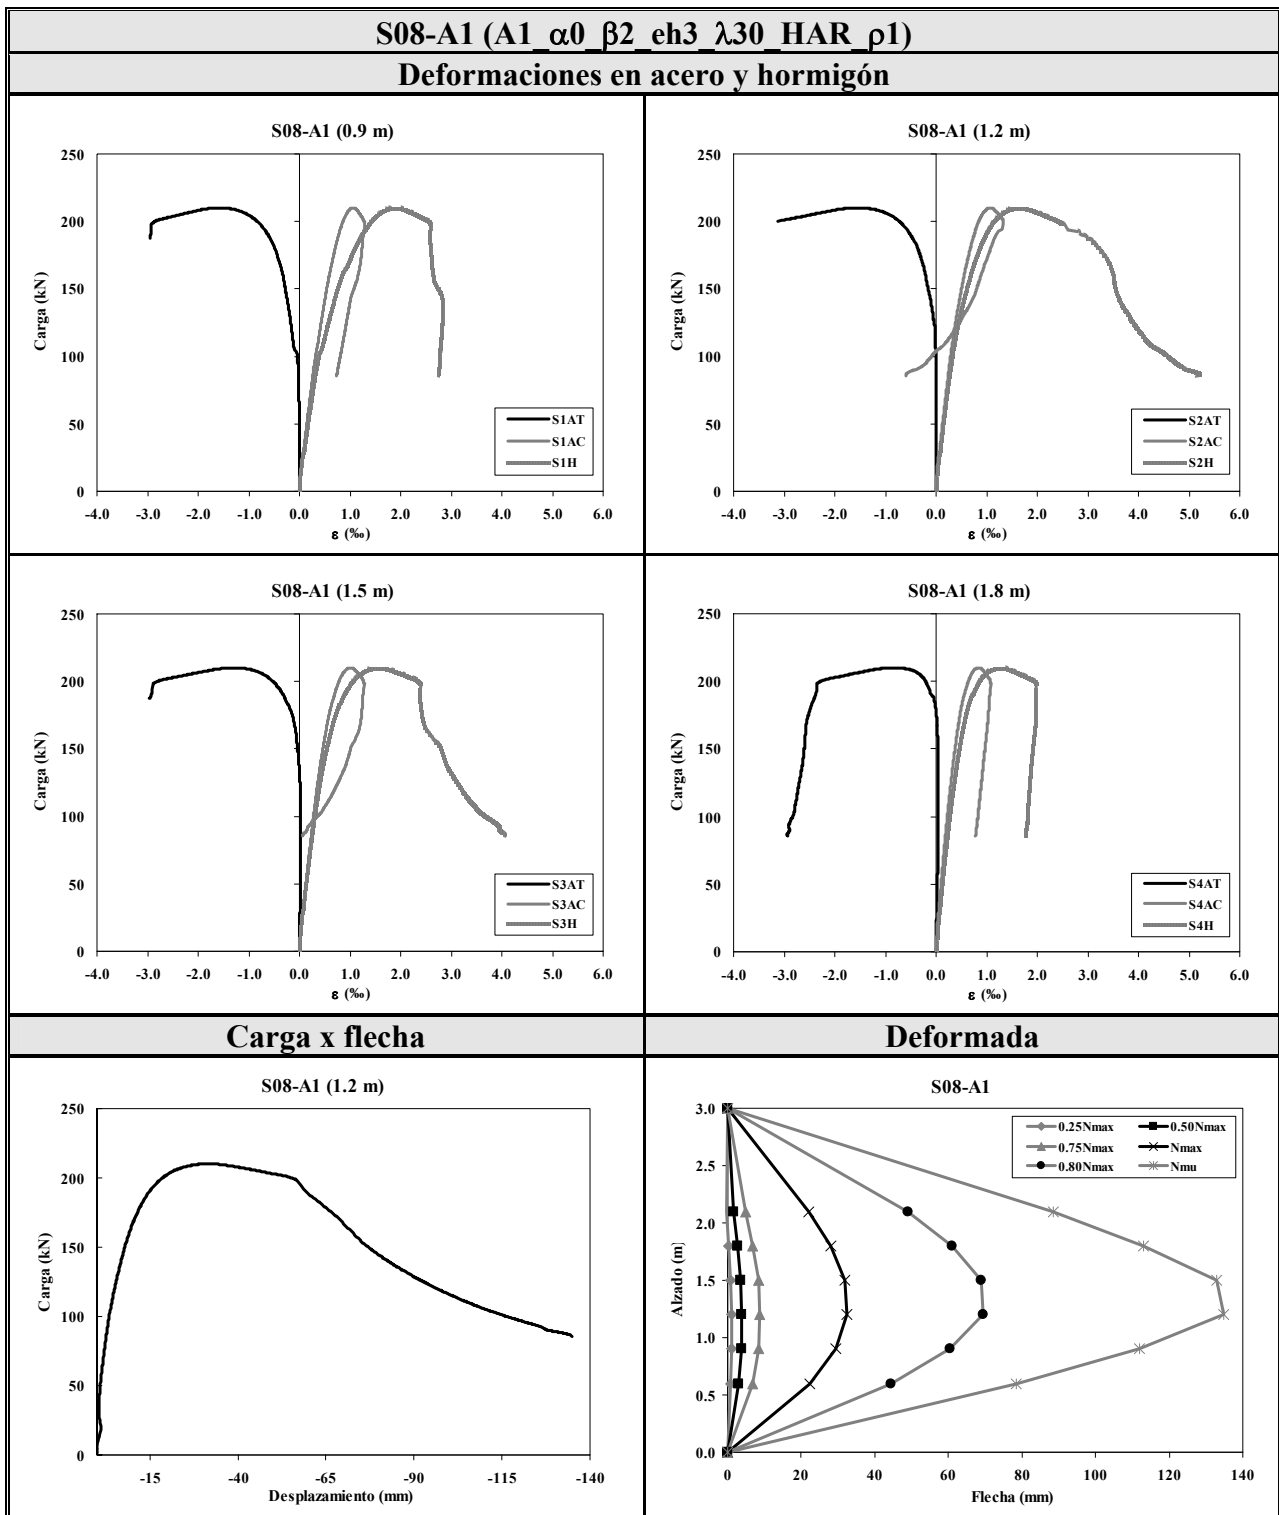 S08-A1 (A1_α0_β2_eh3_λ30_HAR_ρ1)
Deformaciones en acero y hormigón
S08-A1 (0.9 m)
250
200
150
100
50
0
Carga (kN)
-4.0 -3.0 -2.0 -1.0 0.0 1.0 2.0 3.0 4.0 5.0 6.0
ε (‰)
S1AT
S1AC
S1H
S08-A1 (1.2 m)
250
200
150
100
50
0
Carga (kN)
-4.0 -3.0 -2.0 -1.0 0.0 1.0 2.0 3.0 4.0 5.0 6.0
ε (‰)
S2AT
S2AC
S2H
S08-A1 (1.5 m)
250
200
150
100
50
0
Carga (kN)
-4.0 -3.0 -2.0 -1.0 0.0 1.0 2.0 3.0 4.0 5.0 6.0
ε (‰)
S3AT
S3AC
S3H
S08-A1 (1.8 m)
250
200
150
100
50
0
Carga (kN)
-4.0 -3.0 -2.0 -1.0 0.0 1.0 2.0 3.0 4.0 5.0 6.0
ε (‰)
S4AT
S4AC
S4H
Carga x flecha
S08-A1 (1.2 m)
250
200
150
100
50
0
Carga (kN)
-15 -40 -65 -90 -115 -140
Desplazamiento (mm)
Deformada
S08-A1
3.0
2.5
2.0
1.5
1.0
0.5
0.0
Alzado (m)
0 20 40 60 80 100 120 140
Flecha (mm)
0.25Nmax 0.50Nmax
0.75Nmax Nmax
0.80Nmax Nmu